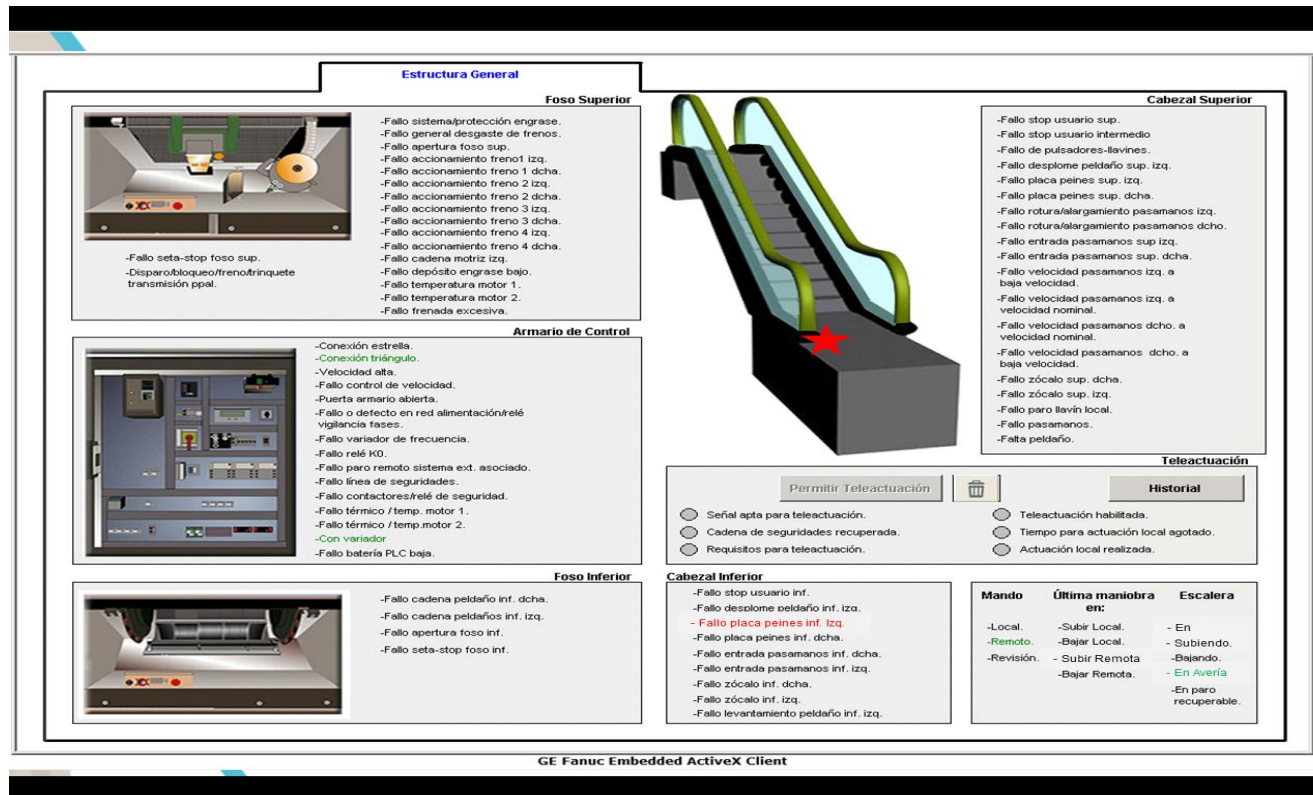 Estructura General
Foso Superior
-Fallo sistema/protección engrase.
-Fallo general desgaste de frenos.
-Fallo apertura foso sup.
-Fallo accionamiento freno1 izq.
-Fallo accionamiento freno 1 dcha.
-Fallo accionamiento freno 2 izq.
-Fallo accionamiento freno 2 dcha.
-Fallo accionamiento freno 3 izq.
-Fallo accionamiento freno 3 dcha.
-Fallo accionamiento freno 4 izq.
-Fallo accionamiento freno 4 dcha.
-Fallo cadena motriz izq.
-Fallo depósito engrase bajo.
-Fallo temperatura motor 1.
-Fallo temperatura motor 2.
-Fallo frenada excesiva.
-Fallo seta-stop foso sup.
-Disparo/bloqueo/freno/trinquete
transmisión ppal.
Armario de Control
-Conexión estrella.
-Conexión triángulo.
-Velocidad alta.
-Fallo control de velocidad.
-Puerta armario abierta.
-Fallo o defecto en red alimentación/relé
vigilancia fases.
-Fallo variador de frecuencia.
-Fallo relé K0.
-Fallo paro remoto sistema ext. asociado.
-Fallo línea de seguridades.
-Fallo contactores/relé de seguridad.
-Fallo térmico / temp. motor 1.
-Fallo térmico / temp.motor 2.
-Con variador
-Fallo batería PLC baja.
Foso Inferior
-Fallo cadena peldaño inf. dcha.
-Fallo cadena peldaños inf. izq.
-Fallo apertura foso inf.
-Fallo seta-stop foso inf.
Cabezal Superior
-Fallo stop usuario sup.
-Fallo stop usuario intermedio
-Fallo de pulsadores-llavines.
-Fallo desplome peldaño sup. izq.
-Fallo placa peines sup. izq.
-Fallo placa peines sup. dcha.
-Fallo rotura/alargamiento pasamanos izq.
-Fallo rotura/alargamiento pasamanos dcho.
-Fallo entrada pasamanos sup izq.
-Fallo entrada pasamanos sup. dcha.
-Fallo velocidad pasamanos izq. a
baja velocidad.
-Fallo velocidad pasamanos izq. a
velocidad nominal.
-Fallo velocidad pasamanos dcho. a
velocidad nominal.
-Fallo velocidad pasamanos dcho. a
baja velocidad.
-Fallo zócalo sup. dcha.
-Fallo zócalo sup. izq.
-Fallo paro llavín local.
-Fallo pasamanos.
-Falta peldaño.
Teleactuación
Permitir Teleactuación
Historial
Señal apta para teleactuación.
Cadena de seguridades recuperada.
Requisitos para teleactuación.
Teleactuación habilitada.
Tiempo para actuación local agotado.
Actuación local realizada.
Cabezal Inferior
-Fallo stop usuario inf.
-Fallo desplome peldaño inf. izq.
- Fallo placa peines inf. Izq.
-Fallo placa peines inf. dcha.
-Fallo entrada pasamanos inf. dcha.
-Fallo entrada pasamanos inf. izq.
-Fallo zócalo inf. dcha.
-Fallo zócalo inf. izq.
-Fallo levantamiento peldaño inf. izq.
Mando
-Local.
-Remoto.
-Revisión.
Última maniobra
en:
-Subir Local.
-Bajar Local.
- Subir Remota
-Bajar Remota.
Escalera
- En
- Subiendo.
-Bajando.
- En Avería
-En paro
recuperable.
GE Fanuc Embedded ActiveX Client